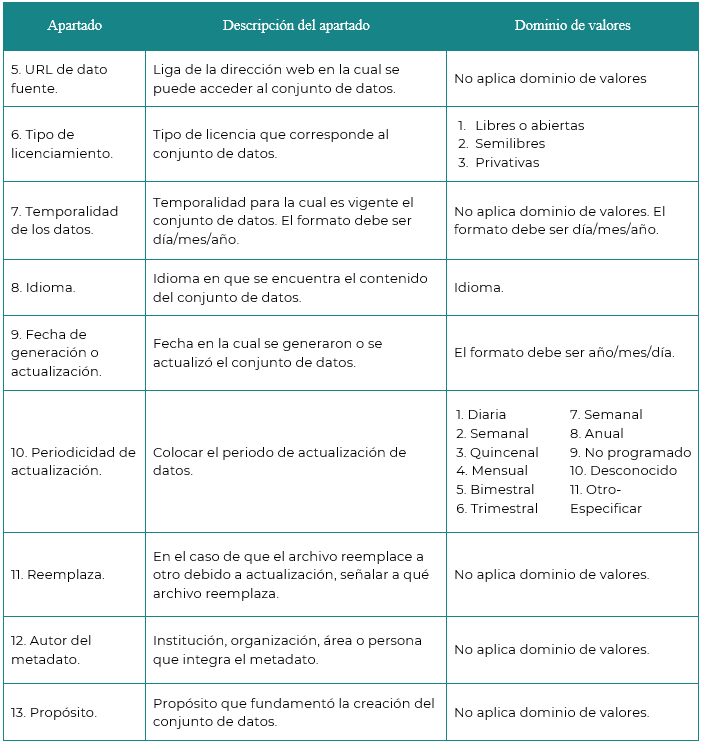 Apartado
Descripción del apartado
Dominio de valores
5. URL de dato
fuente.
Liga de la dirección web en la cual se
puede acceder al conjunto de datos.
No aplica dominio de valores
6. Tipo de
licenciamiento.
Tipo de licencia que corresponde al
conjunto de datos.
1. Libres o abiertas
2. Semilibres
3. Privativas
7. Temporalidad
de los datos.
Temporalidad para la cual es vigente el
conjunto de datos. El formato debe ser
día/mes/año.
No aplica dominio de valores. El
formato debe ser día/mes/año.
8. Idioma.
Idioma en que se encuentra el contenido
del conjunto de datos.
Idioma.
9. Fecha de
generación o
actualización.
Fecha en la cual se generaron o se
actualizó el conjunto de datos.
El formato debe ser año/mes/día.
10. Periodicidad de
actualización.
Colocar el periodo de actualización de
datos.
1. Diaria
2. Semanal
3. Quincenal
4. Mensual
5. Bimestral
6. Trimestral
7. Semanal
8. Anual
9. No programado
10. Desconocido
11. Otro-
Especificar
11. Reemplaza.
En el caso de que el archivo reemplace a
otro debido a actualización, señalar a qué
archivo reemplaza.
No aplica dominio de valores.
12. Autor del
metadato.
Institución, organización, área o persona
que integra el metadato.
No aplica dominio de valores.
13. Propósito.
Propósito que fundamentó la creación del
conjunto de datos.
No aplica dominio de valores.